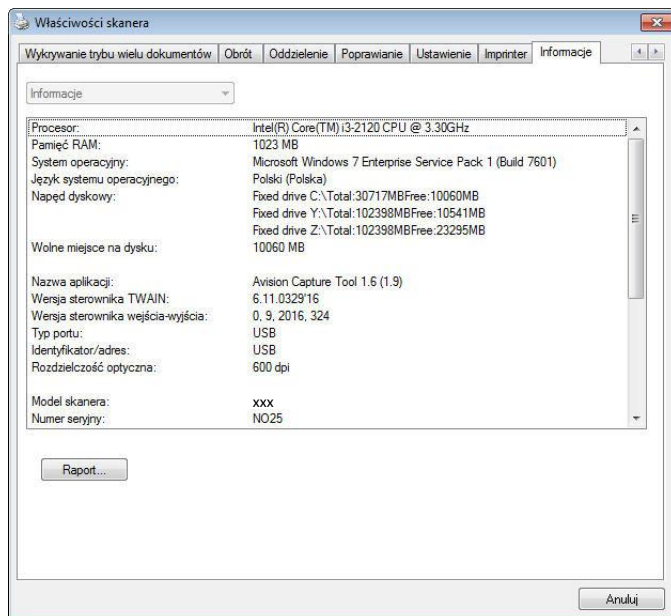 Właściwości skanera
Wykrywanie trybu wielu dokumentów Obrót Oddzielenie Poprawianie Ustawienie Imprinter Informacje
Informacje
Procesor: Intel(R) Core(TM) i3-2120 CPU @ 3.30GHz
Pamięć RAM: 1023 MB
System operacyjny: Microsoft Windows 7 Enterprise Service Pack 1 (Build 7601)
Język systemu operacyjnego: Polski (Polska)
Napęd dyskowy: Fixed drive C:\Total:30717MBFree:10060MB
Fixed drive Y:\Total:102398MBFree:10541MB
Fixed drive Z:\Total:102398MBFree:23295MB
Wolne miejsce na dysku: 10060 MB
Nazwa aplikacji: Avision Capture Tool 1.6 (1.9)
Wersja sterownika TWAIN: 6.11.0329'16
Wersja sterownika wejścia-wyjścia: 0, 9, 2016, 324
Typ portu: USB
Identyfikator/adres: USB
Rozdzielczość optyczna: 600 dpi
Model skanera: xxx
Numer seryjny: NO25
Raport...
Anuluj